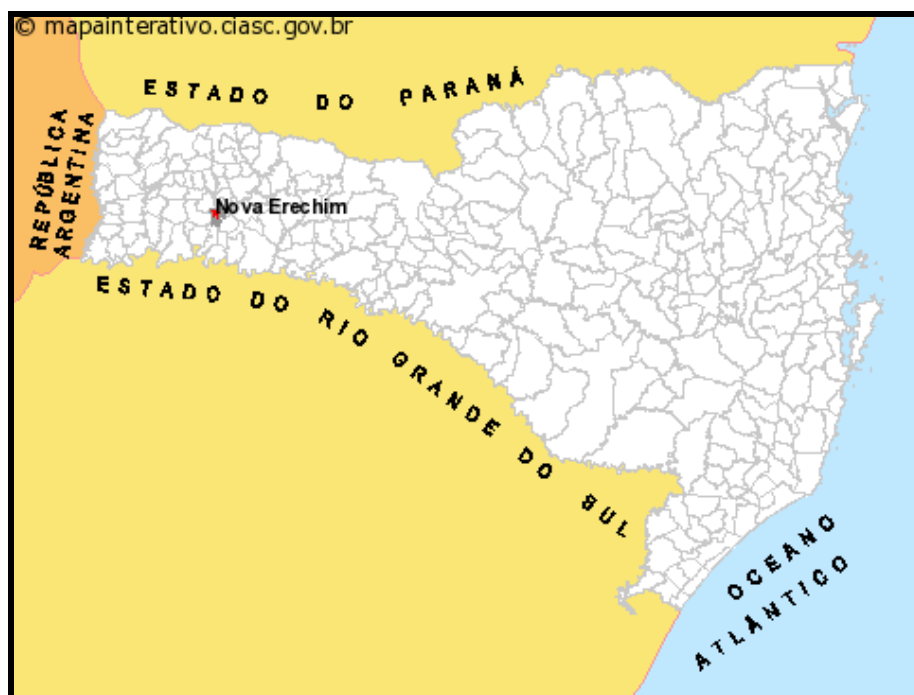 © mapainterativo.ciasc.gov.br
ESTADO DO PARANÁ
REPÚBLICA
ARGENTINA
Nova Erechim
ESTADO DO RIO GRANDE DO SUL
OCEANO
ATLÂNTICO